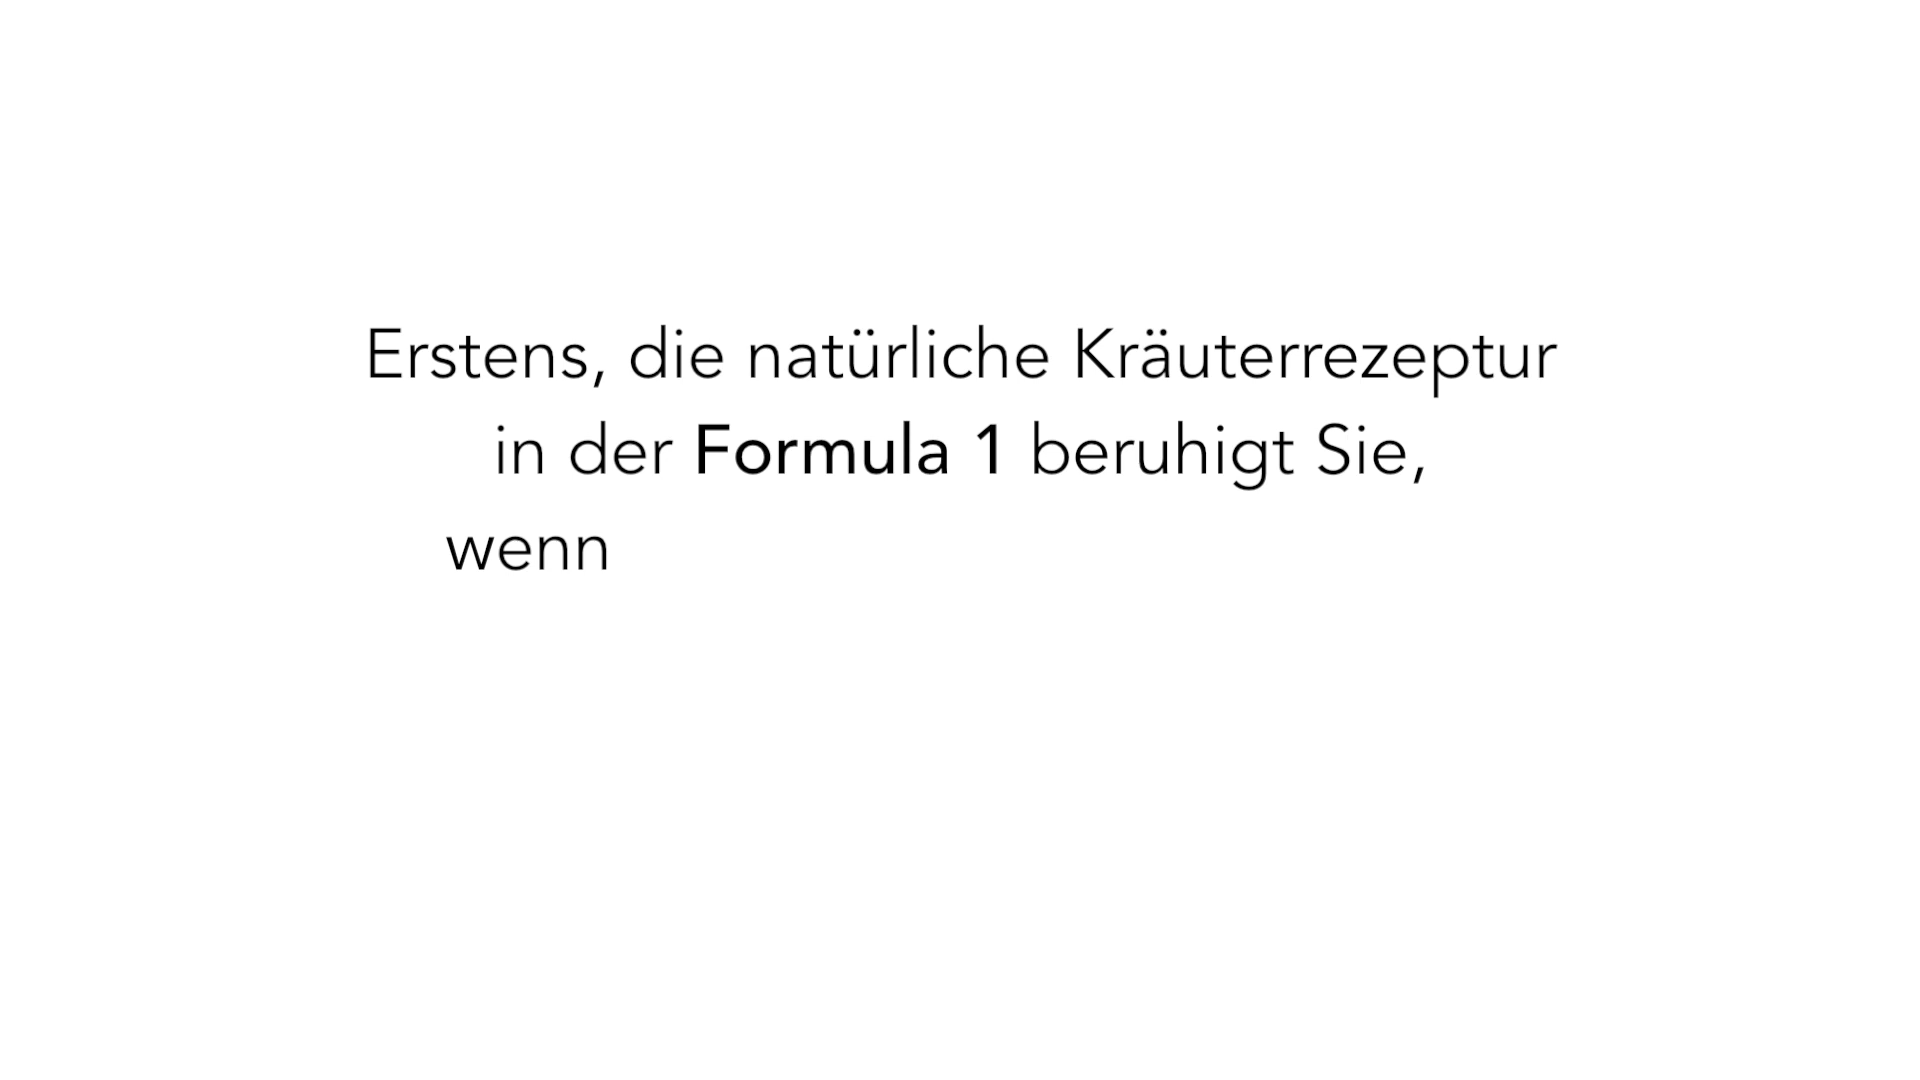 Erstens, die natürliche Kräuterrezeptur
in der Formula 1 beruhigt Sie,
wenn